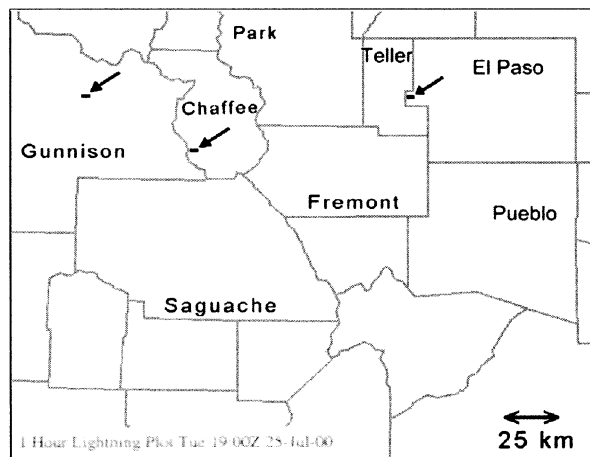 Park
Teller
El Paso
Chaffee
Gunnison
Fremont
Pueblo
Saguache
1 Hour Lightning Plot Tue 19:00Z 25-Jul-00
25 km